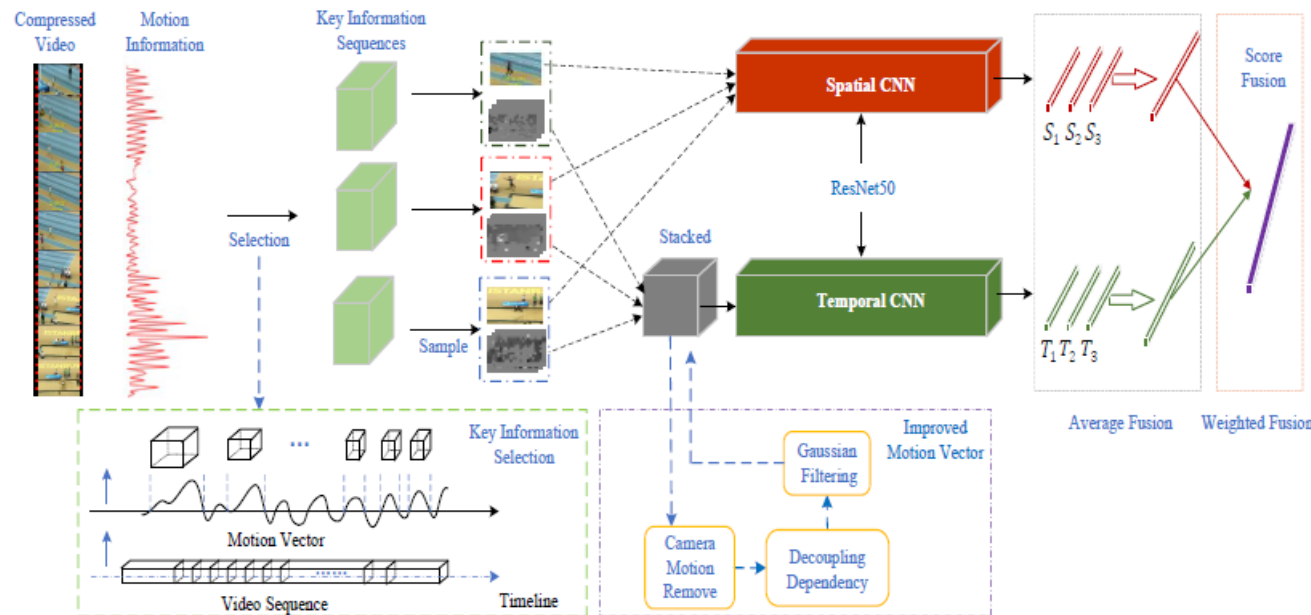 Compressed
Video
Motion
Information
Key Information
Sequences
Selection
Sample
Stacked
Spatial CNN
ResNet50
Temporal CNN
S1 S2 S3
T1 T2 T3
Score
Fusion
Average Fusion
Weighted Fusion
Key Information
Selection
...
Motion Vector
......
Video Sequence
Timeline
Improved
Motion Vector
Gaussian
Filtering
Camera
Motion
Remove
Decoupling
Dependency